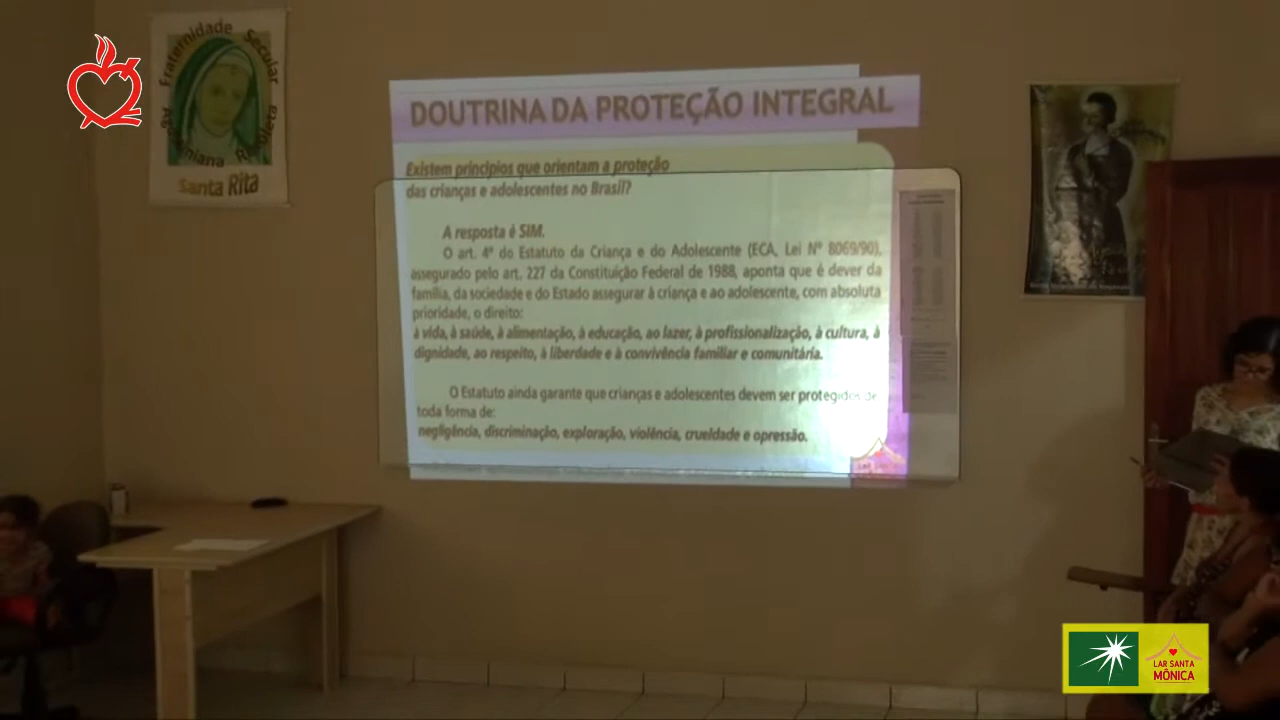 Fraternidade Secular
Agostiniana Recoleta
Santa Rita
DOUTRINA DA PROTEÇÃO INTEGRAL
Existem princípios que orientam a proteção
das crianças e adolescentes no Brasil?
A resposta é SIM.
O art. 4º do Estatuto da Criança e do Adolescente (ECA, Lei Nº 8069/90),
assegurado pelo art. 227 da Constituição Federal de 1988, aponta que é dever da
família, da sociedade e do Estado assegurar à criança e ao adolescente, com absoluta
prioridade, o direito:
à vida, à saúde, à alimentação, à educação, ao lazer, à profissionalização, à cultura, à
dignidade, ao respeito, à liberdade e à convivência familiar e comunitária.
O Estatuto ainda garante que crianças e adolescentes devem ser protegidos de
toda forma de:
negligência, discriminação, exploração, violência, crueldade e opressão.
LAR SANTA
MÔNICA